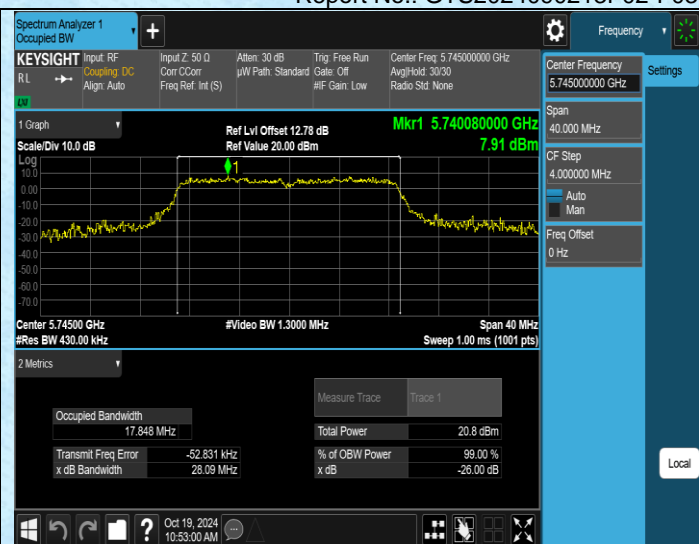 Spectrum Analyzer 1
Occupied BW
+
Frequency
KEYSIGHT
RL
Input: RF
Coupling: DC
Align: Auto
Input Z: 50 Ω
Corr CCorr
Freq Ref: Int (S)
Atten: 30 dB
µW Path: Standard
Trig: Free Run
Gate: Off
#IF Gain: Low
Center Freq: 5.745000000 GHz
Avg|Hold: 30/30
Radio Std: None
Center Frequency
5.745000000 GHz
Settings
Span
40.000 MHz
CF Step
4.000000 MHz
Auto
Man
Freq Offset
0 Hz
Local
1 Graph
Scale/Div 10.0 dB
Ref Lvl Offset 12.78 dB
Ref Value 20.00 dBm
Mkr1 5.740080000 GHz
7.91 dBm
Log
10.0
0.00
-10.0
-20.0
-30.0
-40.0
-50.0
-60.0
-70.0
1
Center 5.74500 GHz
#Res BW 430.00 kHz
#Video BW 1.3000 MHz
Span 40 MHz
Sweep 1.00 ms (1001 pts)
2 Metrics
Measure Trace
Trace 1
Occupied Bandwidth
17.848 MHz
Total Power
20.8 dBm
Transmit Freq Error
-52.831 kHz
% of OBW Power
99.00 %
x dB Bandwidth
28.09 MHz
x dB
-26.00 dB
?
Oct 19, 2024
10:53:00 AM